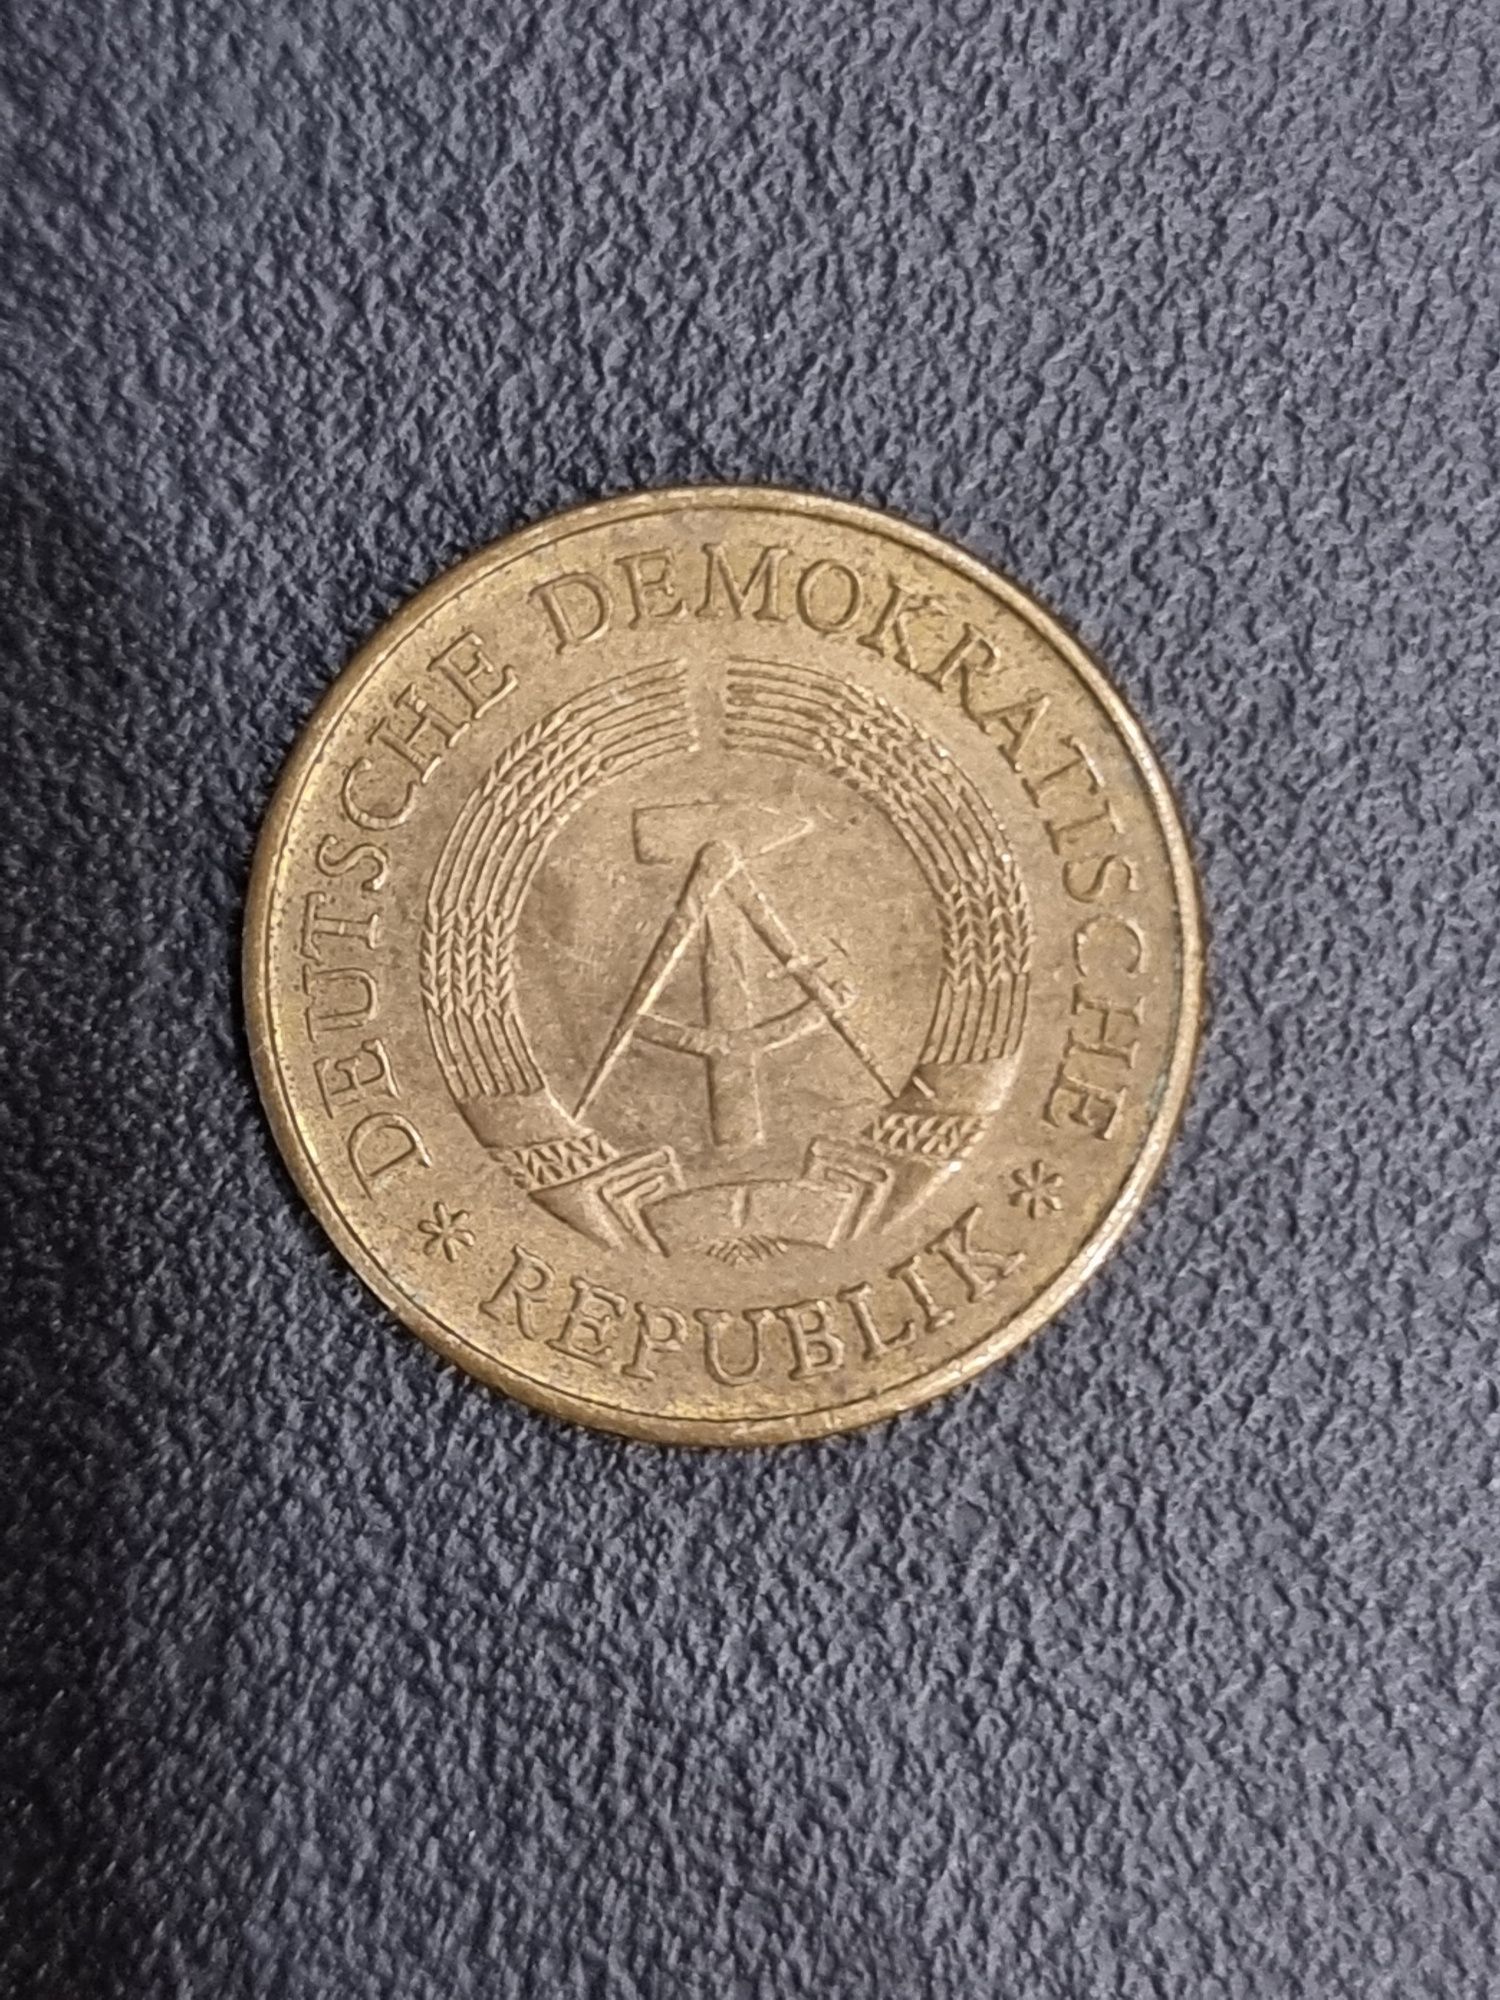 DEUTSCHE DEMOKRATISCHE
* REPUBLIK *